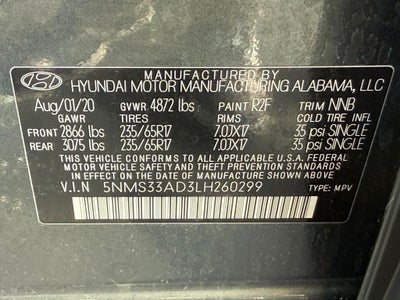 BY
HYUNDAI MOTOR MANUFACTURING ALABAMA, LLC
Aug/01/20 GVWR 4872 lbs PAINT R2F TRIM NNB
GAWR TIRES RIMS COLD TIRE INFL
FRONT 2866 lbs 235/65R17 7.0JX17 35 psi SINGLE
REAR 3075 lbs 235/65R17 7.0JX17 35 psi SINGLE
THIS VEHICLE CONFORMS TO ALL APPLICABLE U.S. FEDERAL
MOTOR VEHICLE SAFETY AND THEFT PREVENTION STANDARDS IN EFFECT
ON THE DATE OF MANUFACTURE SHOWN ABOVE.
V.I.N 5NMS33AD3LH260299 TYPE: MPV